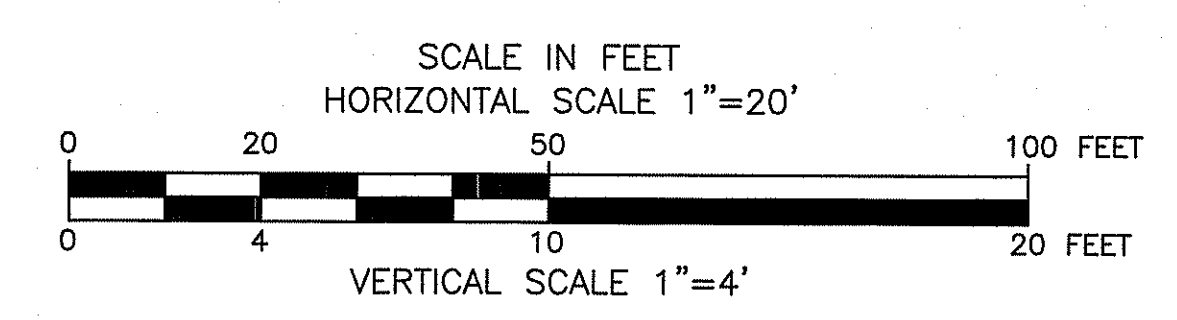 SCALE IN FEET
HORIZONTAL SCALE 1"=20'
0 20 50 100 FEET
0 4 10 20 FEET
VERTICAL SCALE 1"=4'